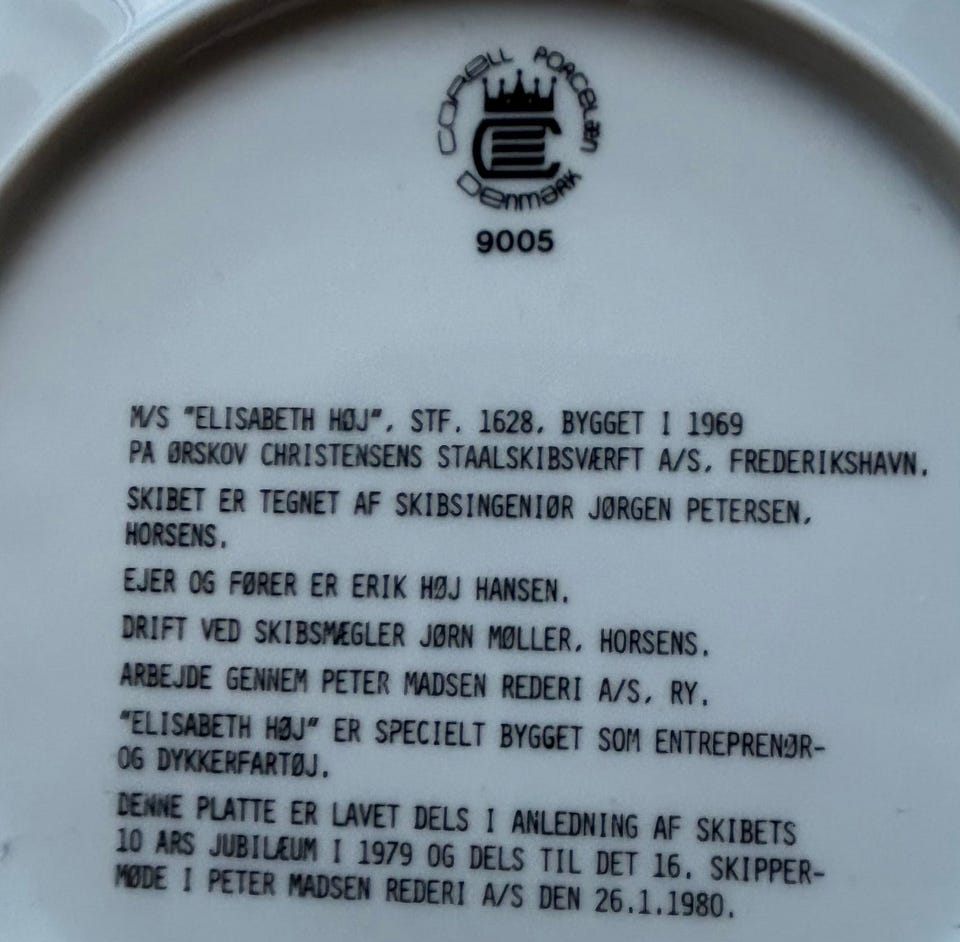 CORELL PORCELÆN
DENMARK
9005
M/S "ELISABETH HØJ", STF. 1628, BYGGET I 1969
PA ØRSKOV CHRISTENSENS STAALSKIBSVÆRFT A/S, FREDERIKSHAVN.
SKIBET ER TEGNET AF SKIBSINGENIØR JØRGEN PETERSEN,
HORSENS.
EJER OG FØRER ER ERIK HØJ HANSEN.
DRIFT VED SKIBSMÆGLER JØRN MØLLER, HORSENS.
ARBEJDE GENNEM PETER MADSEN REDERI A/S, RY.
"ELISABETH HØJ" ER SPECIELT BYGGET SOM ENTREPRENØR-
OG DYKKERFARTØJ.
DENNE PLATTE ER LAVET DELS I ANLEDNING AF SKIBETS
10 ARS JUBILÆUM I 1979 OG DELS TIL DET 16. SKIPPER-
MØDE I PETER MADSEN REDERI A/S DEN 26.1.1980.